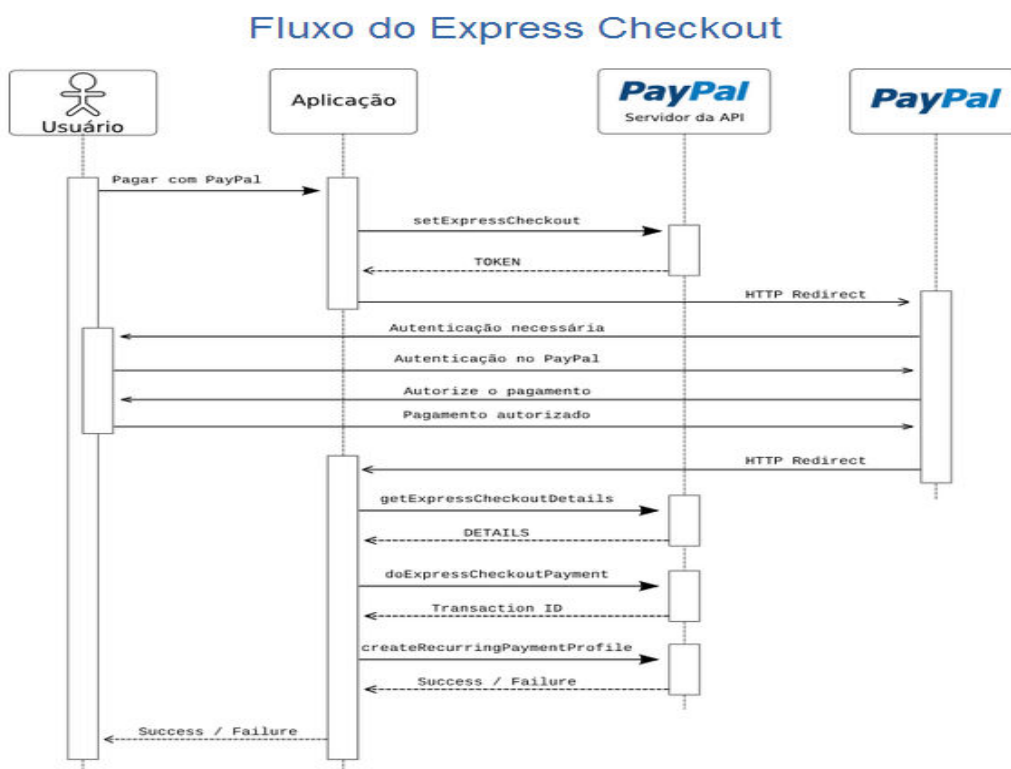 Fluxo do Express Checkout
Usuário
Aplicação
PayPal
Servidor da API
PayPal
Pagar com PayPal
setExpressCheckout
TOKEN
HTTP Redirect
Autenticação necessária
Autenticação no PayPal
Autorize o pagamento
Pagamento autorizado
HTTP Redirect
getExpressCheckoutDetails
DETAILS
doExpressCheckoutPayment
Transaction ID
createRecurringPaymentProfile
Success / Failure
Success / Failure